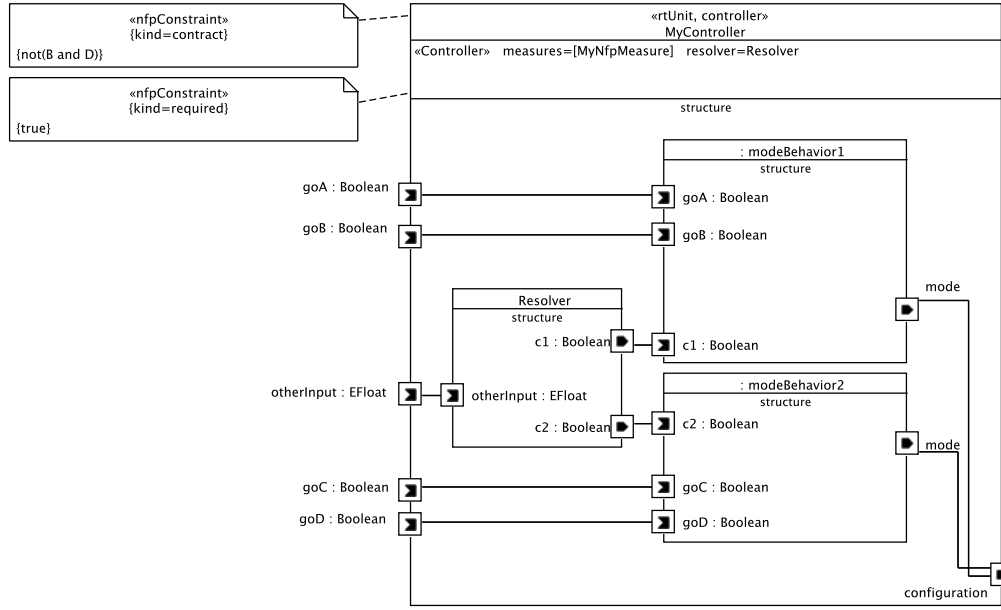 «nfpConstraint»
{kind=contract}
{not(B and D)}
«nfpConstraint»
{kind=required}
{true}
«rtUnit, controller»
MyController
«Controller» measures=[MyNfpMeasure] resolver=Resolver
structure
: modeBehavior1
structure
goA : Boolean
goA : Boolean
goB : Boolean
goB : Boolean
mode
Resolver
structure
c1 : Boolean
c1 : Boolean
otherInput : EFloat
otherInput : EFloat
c2 : Boolean
: modeBehavior2
structure
c2 : Boolean
mode
goC : Boolean
goC : Boolean
goD : Boolean
goD : Boolean
configuration